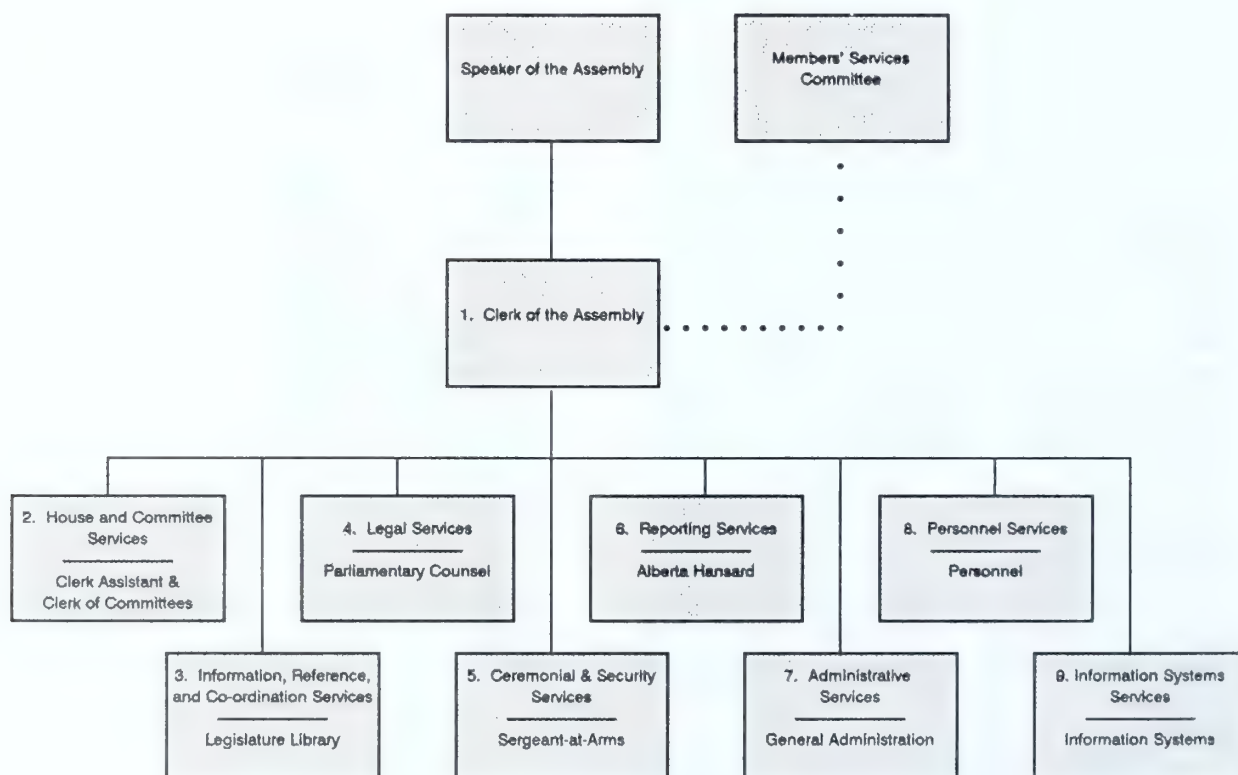 Speaker of the Assembly
Members' Services
Committee
1. Clerk of the Assembly
2. House and Committee
Services
Clerk Assistant &
Clerk of Committees
4. Legal Services
Parliamentary Counsel
6. Reporting Services
Alberta Hansard
8. Personnel Services
Personnel
3. Information, Reference,
and Co-ordination Services
Legislature Library
5. Ceremonial & Security
Services
Sergeant-at-Arms
7. Administrative
Services
General Administration
9. Information Systems
Services
Information Systems